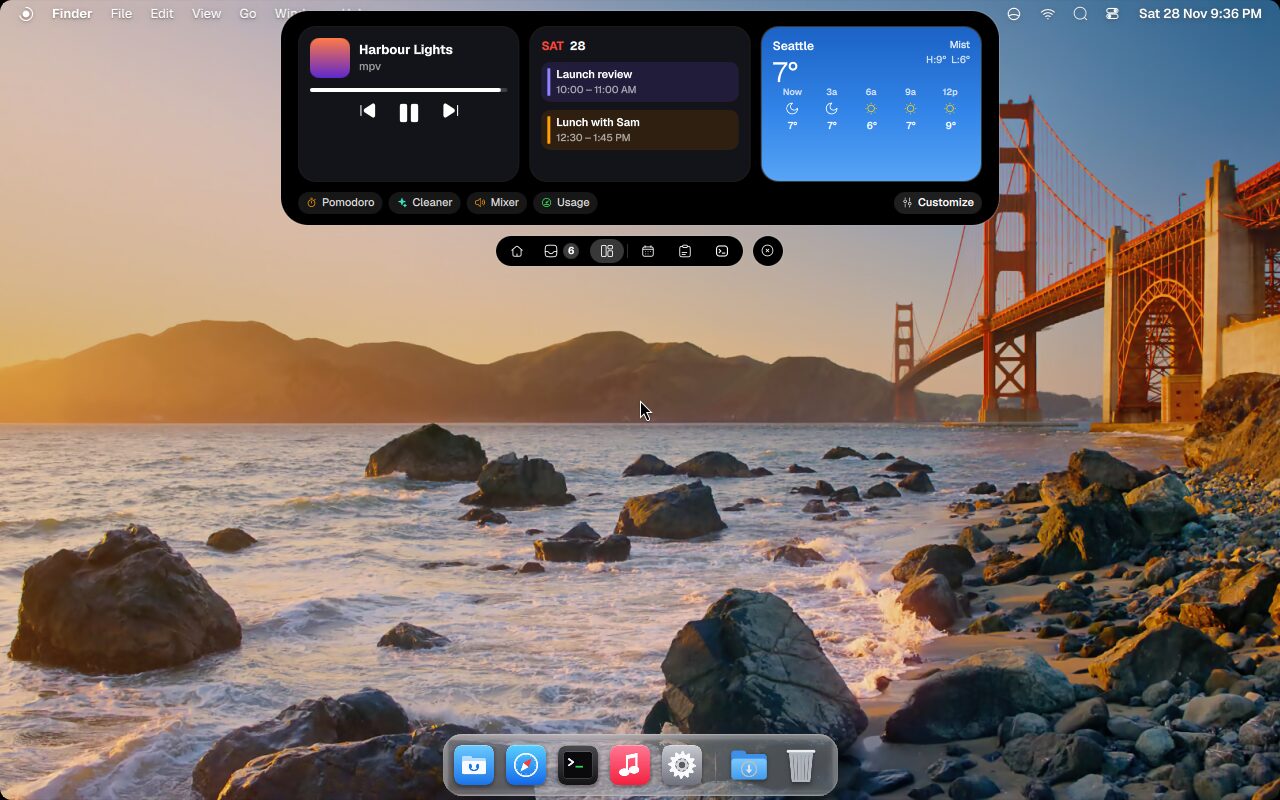 Finder File Edit View Go Sat 28 Nov 9:36 PM
Harbour Lights
mpv
SAT 28
Launch review
10:00 – 11:00 AM
Lunch with Sam
12:30 – 1:45 PM
Seattle Mist
7° H:9° L:6°
Now 3a 6a 9a 12p
7° 7° 6° 7° 9°
Pomodoro Cleaner Mixer Usage Customize
6